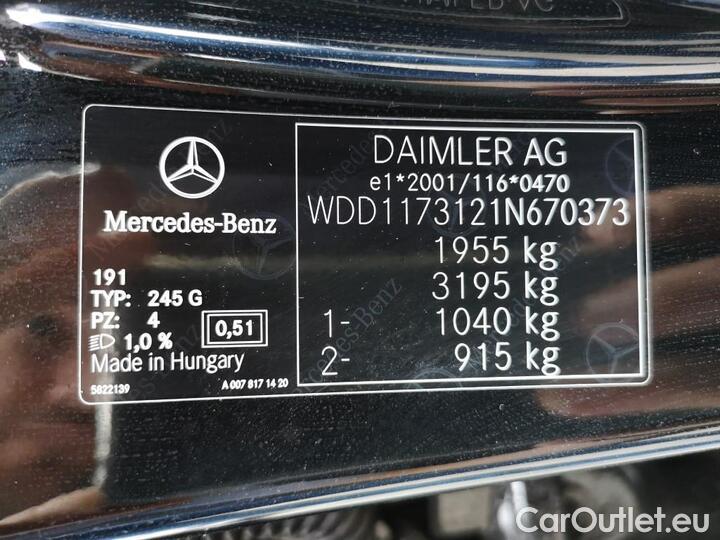 Mercedes-Benz
191
TYP: 245 G
PZ: 4
1,0 %
0,51
Made in Hungary
5822139
A 007 817 14 20
DAIMLER AG
e1*2001/116*0470
WDD1173121N670373
1955 kg
3195 kg
1- 1040 kg
2- 915 kg
Mercedes-Benz
CarOutlet.eu